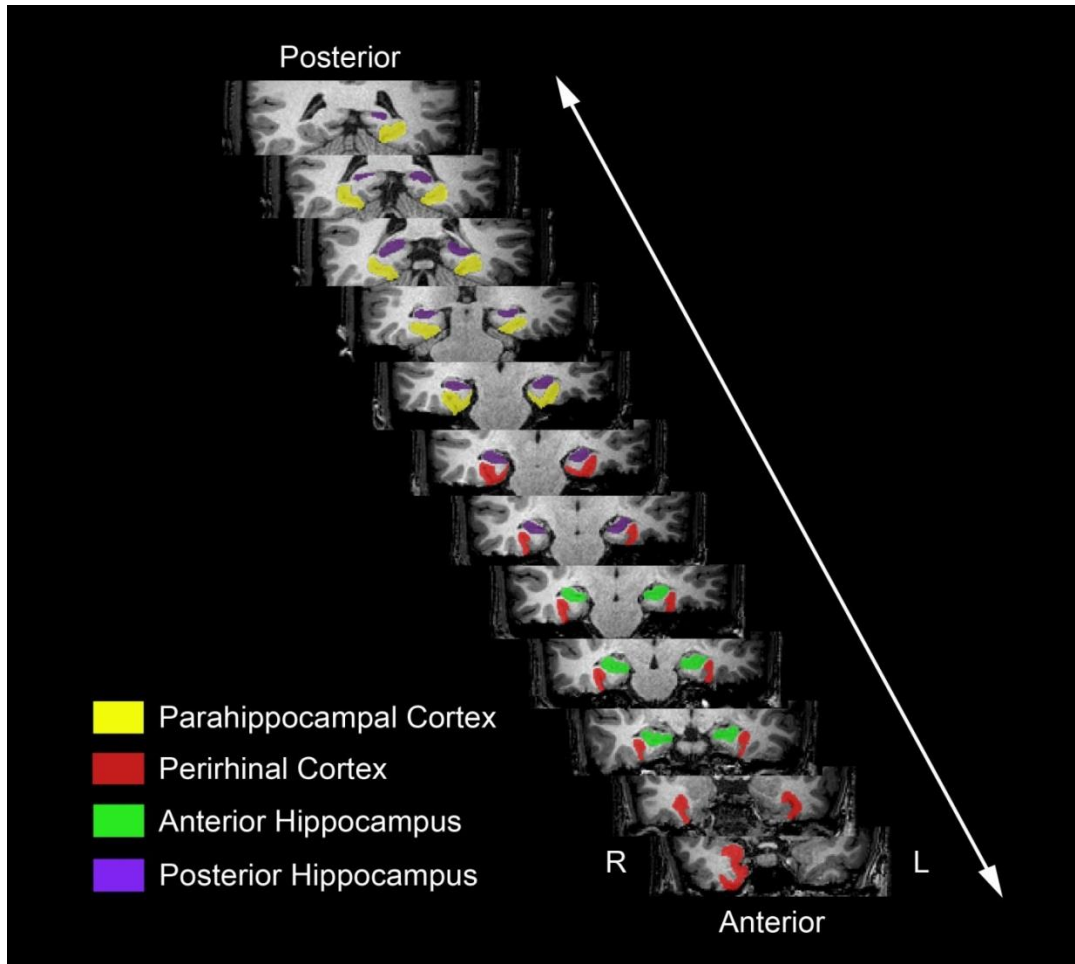 Posterior
Parahippocampal Cortex
Perirhinal Cortex
Anterior Hippocampus
Posterior Hippocampus
R
L
Anterior